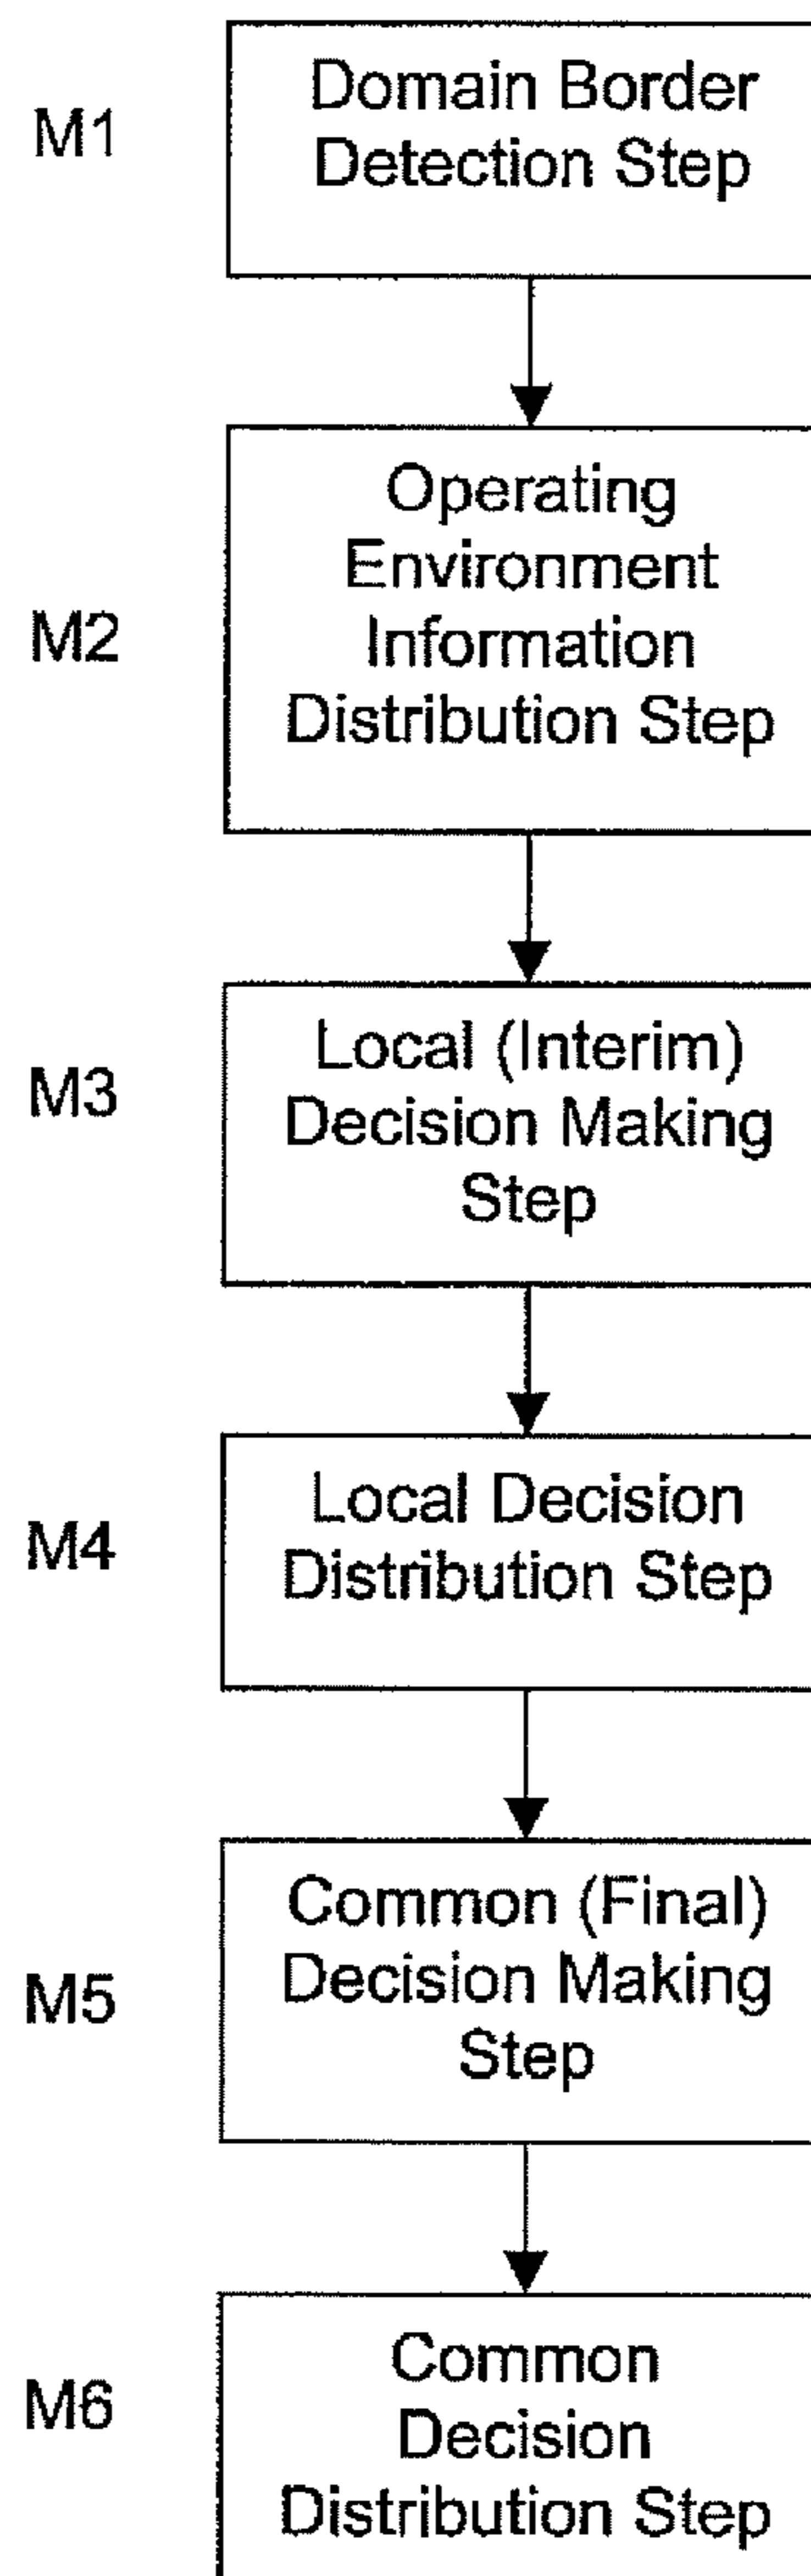 M1
Domain Border
Detection Step
M2
Operating
Environment
Information
Distribution Step
M3
Local (Interim)
Decision Making
Step
M4
Local Decision
Distribution Step
M5
Common (Final)
Decision Making
Step
M6
Common
Decision
Distribution Step